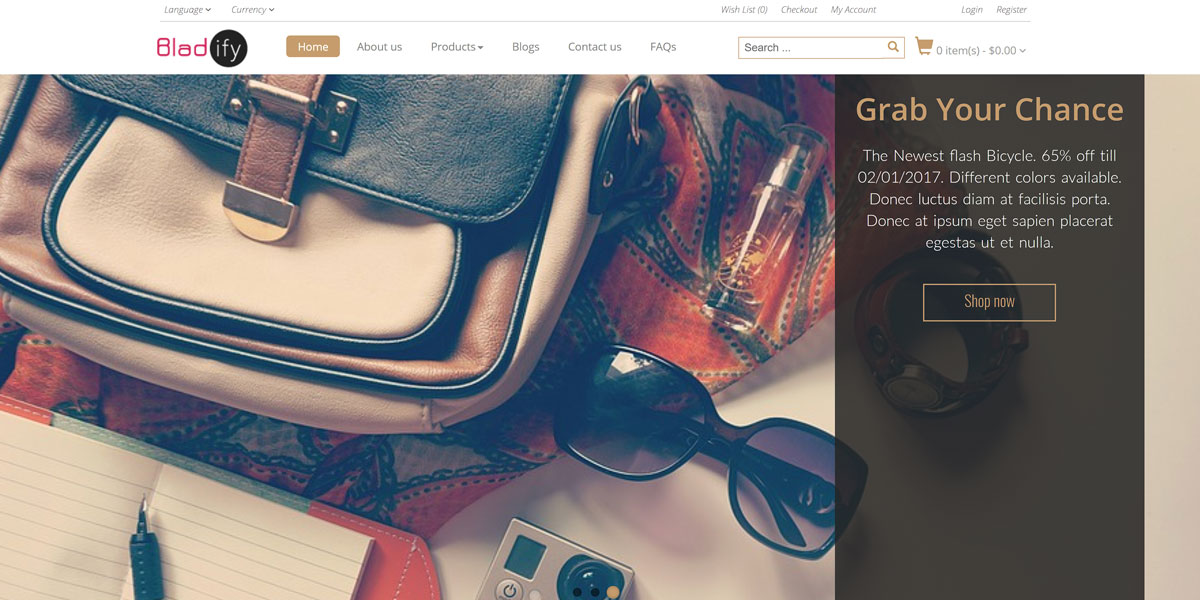 Language Currency Wish List (0) Checkout My Account Login Register
Bladify Home About us Products Blogs Contact us FAQs Search ... 0 item(s) - $0.00
Grab Your Chance
The Newest flash Bicycle. 65% off till
02/01/2017. Different colors available.
Donec luctus diam at facilisis porta.
Donec at ipsum eget sapien placerat
egestas ut et nulla.
Shop now